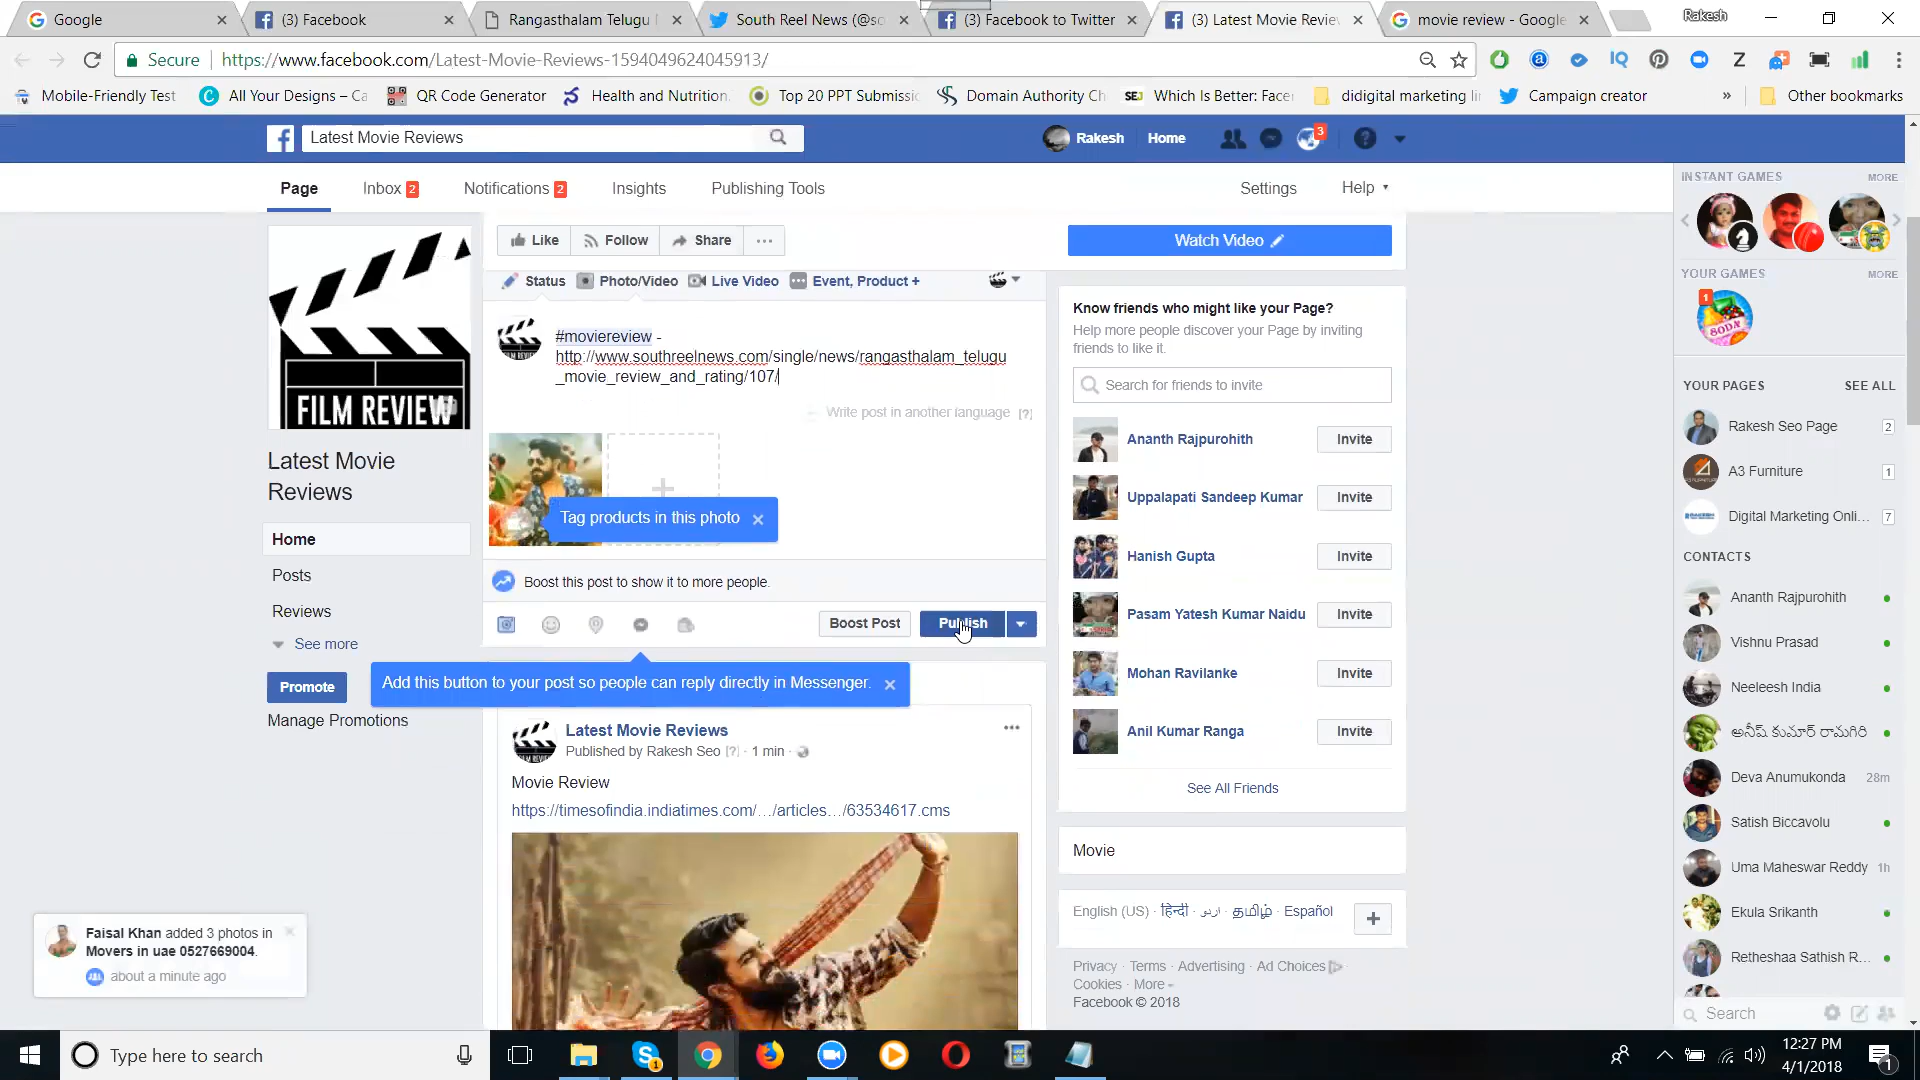 Google
(3) Facebook
Rangasthalam Telugu
South Reel News (@so
(3) Facebook to Twitter
(3) Latest Movie Review
movie review - Google
Rakesh
Secure
https://www.facebook.com/Latest-Movie-Reviews-1594049624045913/
Mobile-Friendly Test
All Your Designs – Ca
QR Code Generator
Health and Nutrition
Top 20 PPT Submissic
Domain Authority Ch
Which Is Better: Face
didigital marketing lin
Campaign creator
»
Other bookmarks
Latest Movie Reviews
Rakesh
Home
3
Page
Inbox 2
Notifications 2
Insights
Publishing Tools
Settings
Help
Like
Follow
Share
Watch Video
Status
Photo/Video
Live Video
Event, Product +
#moviereview -
http://www.southreelnews.com/single/news/rangasthalam_telugu
_movie_review_and_rating/107/
Write post in another language [?]
Tag products in this photo
Boost this post to show it to more people.
Boost Post
Publish
Add this button to your post so people can reply directly in Messenger.
FILM REVIEW
Latest Movie
Reviews
Home
Posts
Reviews
See more
Promote
Manage Promotions
Latest Movie Reviews
Published by Rakesh Seo [?] · 1 min ·
Movie Review
https://timesofindia.indiatimes.com/…/articles…/63534617.cms
Know friends who might like your Page?
Help more people discover your Page by inviting
friends to like it.
Search for friends to invite
Ananth Rajpurohith
Invite
Uppalapati Sandeep Kumar
Invite
Hanish Gupta
Invite
Pasam Yatesh Kumar Naidu
Invite
Mohan Ravilanke
Invite
Anil Kumar Ranga
Invite
See All Friends
Movie
English (US) · हिन्दी · اردو · தமிழ் · Español
Privacy · Terms · Advertising · Ad Choices
Cookies · More
Facebook © 2018
INSTANT GAMES
MORE
YOUR GAMES
MORE
1
SODA
YOUR PAGES
SEE ALL
Rakesh Seo Page
2
A3 Furniture
1
Digital Marketing Onli...
7
CONTACTS
Ananth Rajpurohith
Vishnu Prasad
Neeleesh India
అనీష్ కుమార్ రామగిరి
Deva Anumukonda
28m
Satish Biccavolu
Uma Maheswar Reddy
1h
Ekula Srikanth
Retheshaa Sathish R...
Search
Faisal Khan added 3 photos in
Movers in uae 0527669004.
about a minute ago
Type here to search
12:27 PM
4/1/2018
1